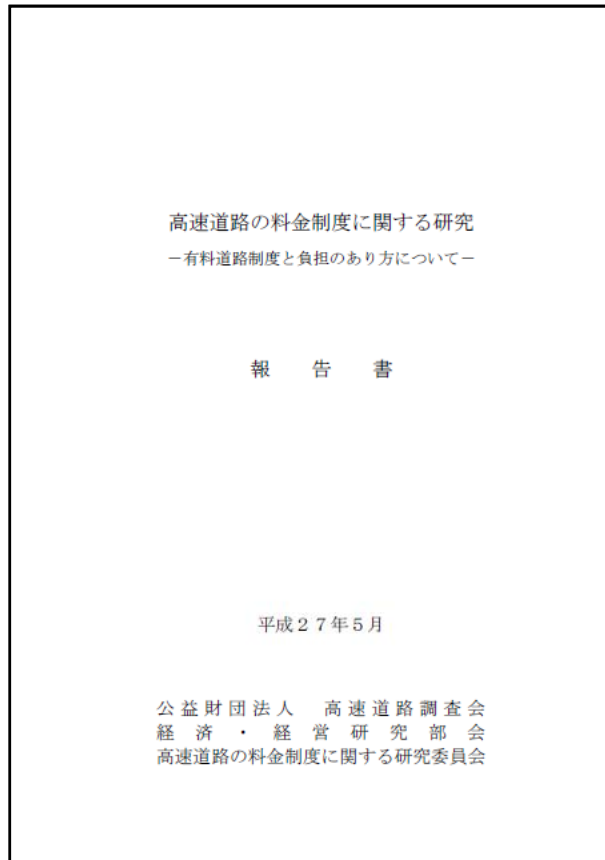 高速道路の料金制度に関する研究
－有料道路制度と負担のあり方について－
報　告　書
平成２７年５月
公益財団法人　高速道路調査会
経済・経営研究部会
高速道路の料金制度に関する研究委員会